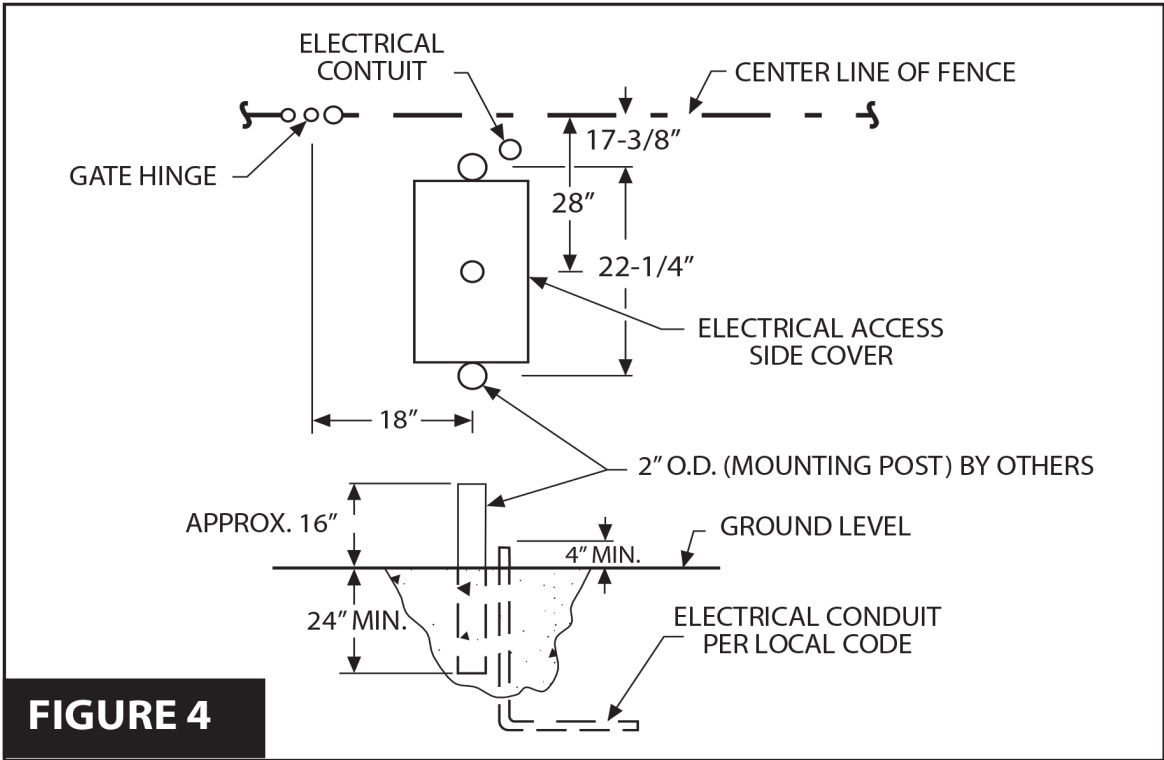 ELECTRICAL
CONTUIT
CENTER LINE OF FENCE
17-3/8”
GATE HINGE
28”
22-1/4”
ELECTRICAL ACCESS
SIDE COVER
18”
2” O.D. (MOUNTING POST) BY OTHERS
APPROX. 16”
GROUND LEVEL
4” MIN.
24” MIN.
ELECTRICAL CONDUIT
PER LOCAL CODE
FIGURE 4